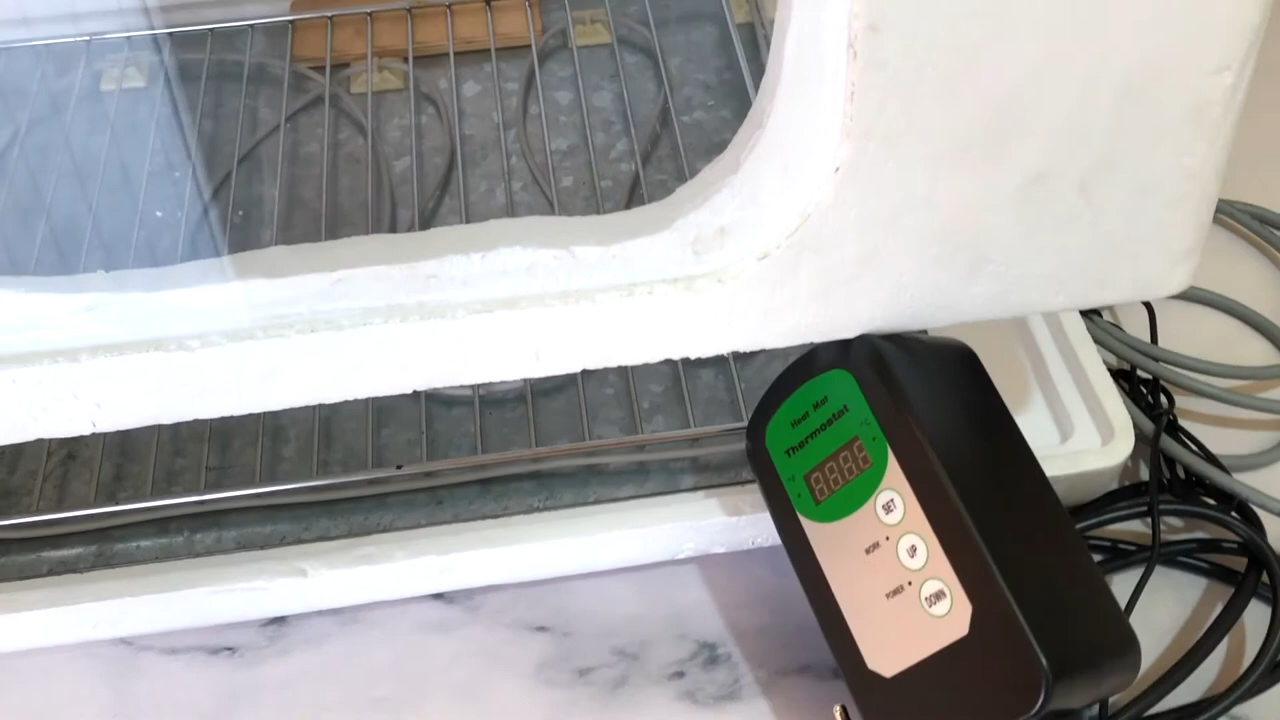 Heat Mat
Thermostat
°C
°F
SET
WORK
UP
POWER
DOWN